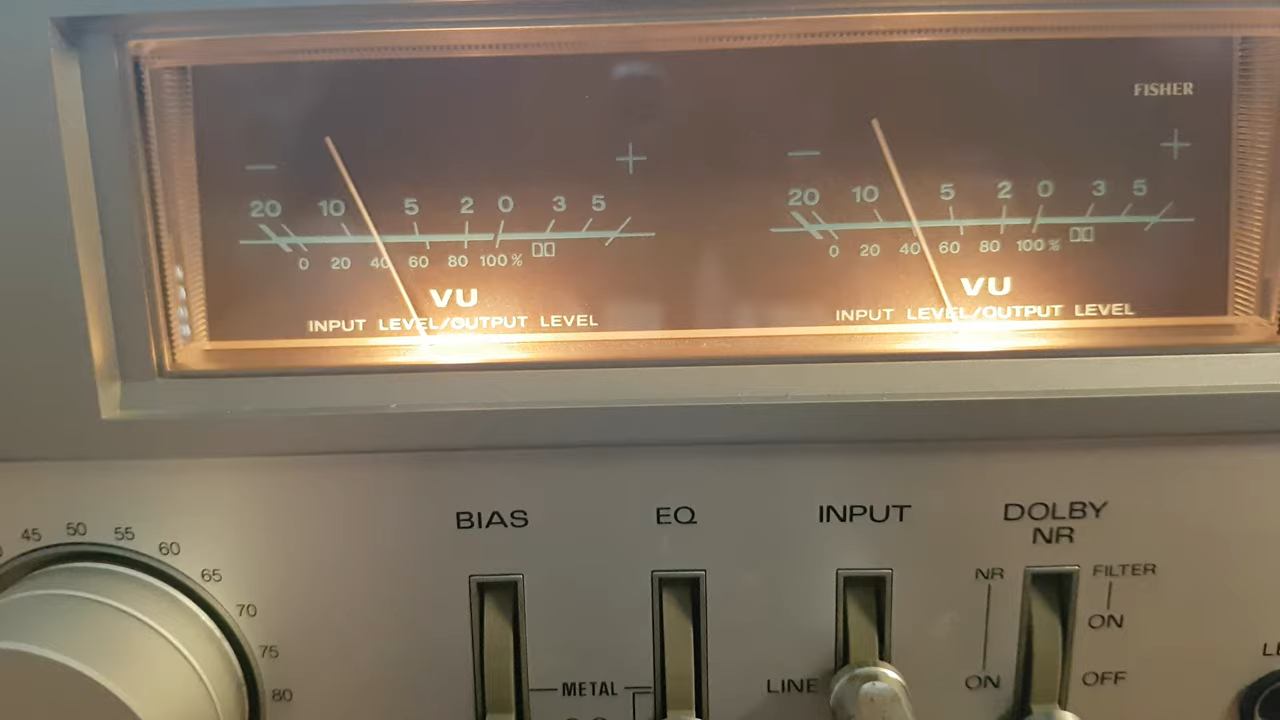 FISHER
− +
20 10 5 2 0 3 5
0 20 40 60 80 100%
VU
INPUT LEVEL/OUTPUT LEVEL
− +
20 10 5 2 0 3 5
0 20 40 60 80 100%
VU
INPUT LEVEL/OUTPUT LEVEL
45 50 55 60 65 70 75 80
BIAS
EQ
INPUT
DOLBY
NR
METAL
LINE
NR
ON
FILTER
ON
OFF